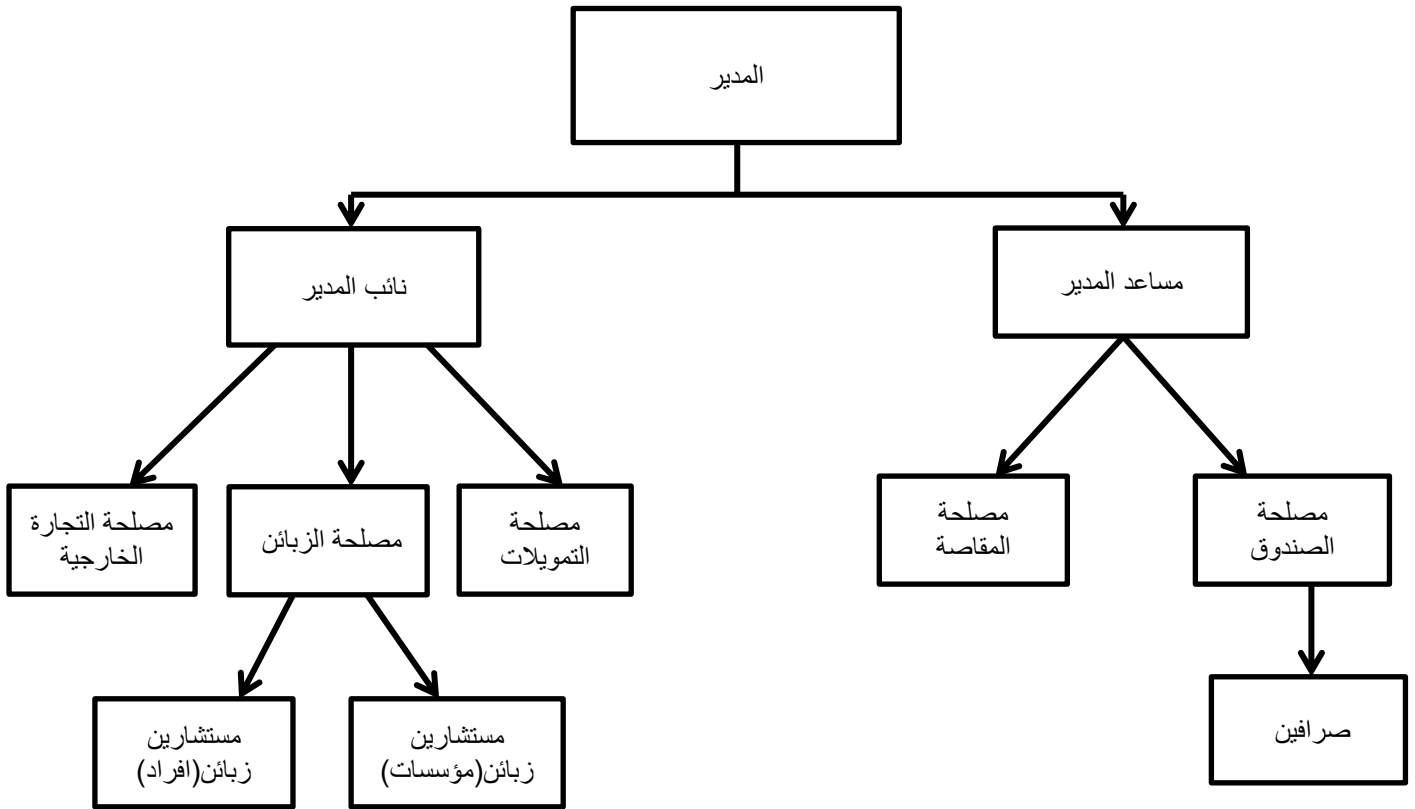 المدير
مساعد المدير
نائب المدير
مصلحة
الصندوق
مصلحة
المقاصة
مصلحة
التمويلات
مصلحة الزبائن
مصلحة التجارة
الخارجية
صرافين
مستشارين
زبائن(مؤسسات)
مستشارين
زبائن(افراد)